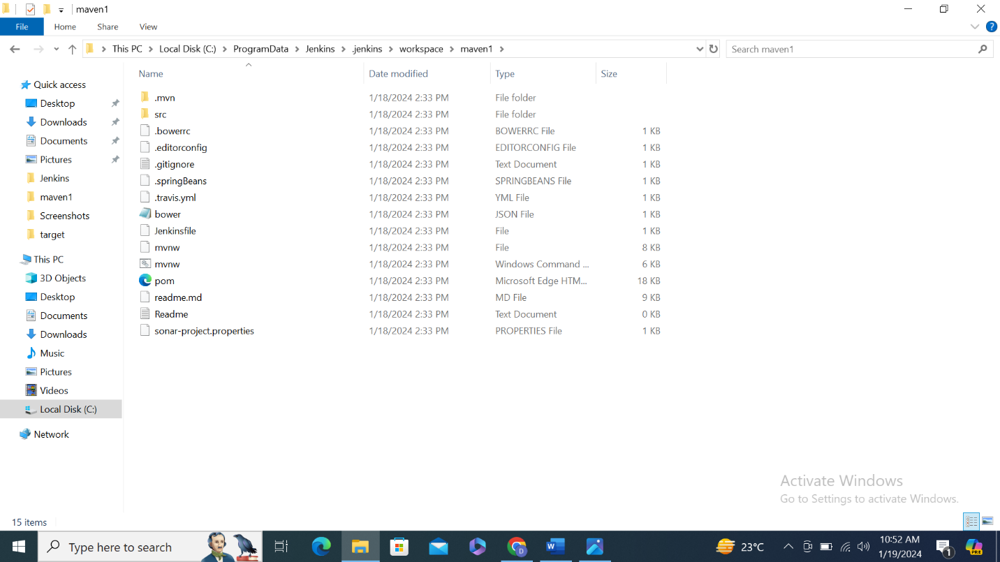 maven1
File Home Share View
This PC Local Disk (C:) ProgramData Jenkins .jenkins workspace maven1 Search maven1
Name Date modified Type Size
Quick access
Desktop
Downloads
Documents
Pictures
Jenkins
maven1
Screenshots
target
This PC
3D Objects
Desktop
Documents
Downloads
Music
Pictures
Videos
Local Disk (C:)
Network
.mvn 1/18/2024 2:33 PM File folder
src 1/18/2024 2:33 PM File folder
.bowerrc 1/18/2024 2:33 PM BOWERRC File 1 KB
.editorconfig 1/18/2024 2:33 PM EDITORCONFIG File 1 KB
.gitignore 1/18/2024 2:33 PM Text Document 1 KB
.springBeans 1/18/2024 2:33 PM SPRINGBEANS File 1 KB
.travis.yml 1/18/2024 2:33 PM YML File 1 KB
bower 1/18/2024 2:33 PM JSON File 1 KB
Jenkinsfile 1/18/2024 2:33 PM File 1 KB
mvnw 1/18/2024 2:33 PM File 8 KB
mvnw 1/18/2024 2:33 PM Windows Command ... 6 KB
pom 1/18/2024 2:33 PM Microsoft Edge HTM... 18 KB
readme.md 1/18/2024 2:33 PM MD File 9 KB
Readme 1/18/2024 2:33 PM Text Document 0 KB
sonar-project.properties 1/18/2024 2:33 PM PROPERTIES File 1 KB
Activate Windows
Go to Settings to activate Windows.
15 items
Type here to search
W
D
23°C
10:52 AM
1/19/2024
1
PRE